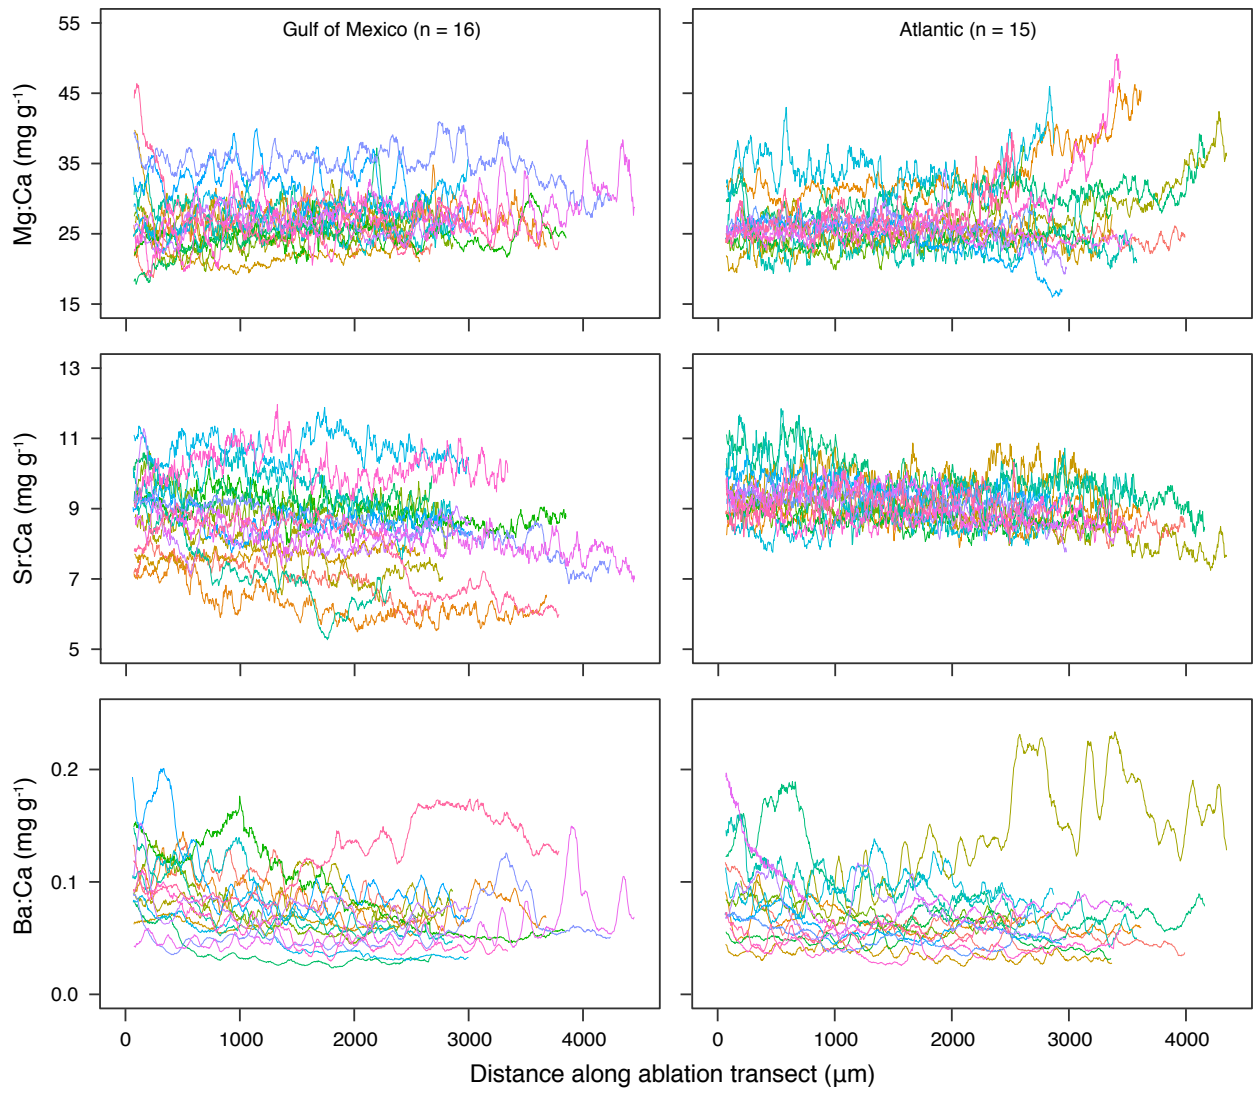 Gulf of Mexico (n = 16)
Atlantic (n = 15)
Mg:Ca (mg g⁻¹)
55
45
35
25
15
Sr:Ca (mg g⁻¹)
13
11
9
7
5
Ba:Ca (mg g⁻¹)
0.2
0.1
0.0
0 1000 2000 3000 4000
0 1000 2000 3000 4000
Distance along ablation transect (µm)